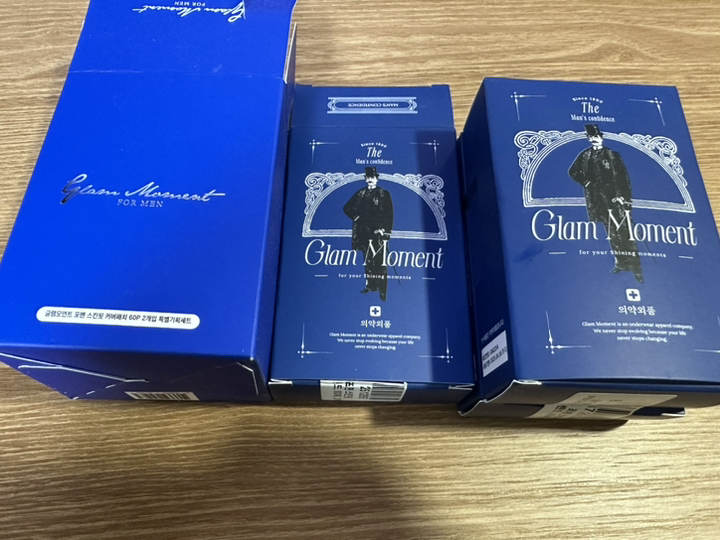 Glam Moment
FOR MEN
Glam Moment
FOR MEN
글램모먼트 포맨 스킨핏 커버패치 60P 2개입 특별기획세트
MAN'S CONFIDENCE
Since 1800
The
Man's confidence
Glam Moment
for your Shining moments
의약외품
Glam Moment is an underwear apparel company.
We never stop evolving because your life
never stops changing.
Since 1800
The
Man's confidence
Glam Moment
for your Shining moments
의약외품
Glam Moment is an underwear apparel company.
We never stop evolving because your life
never stops changing.